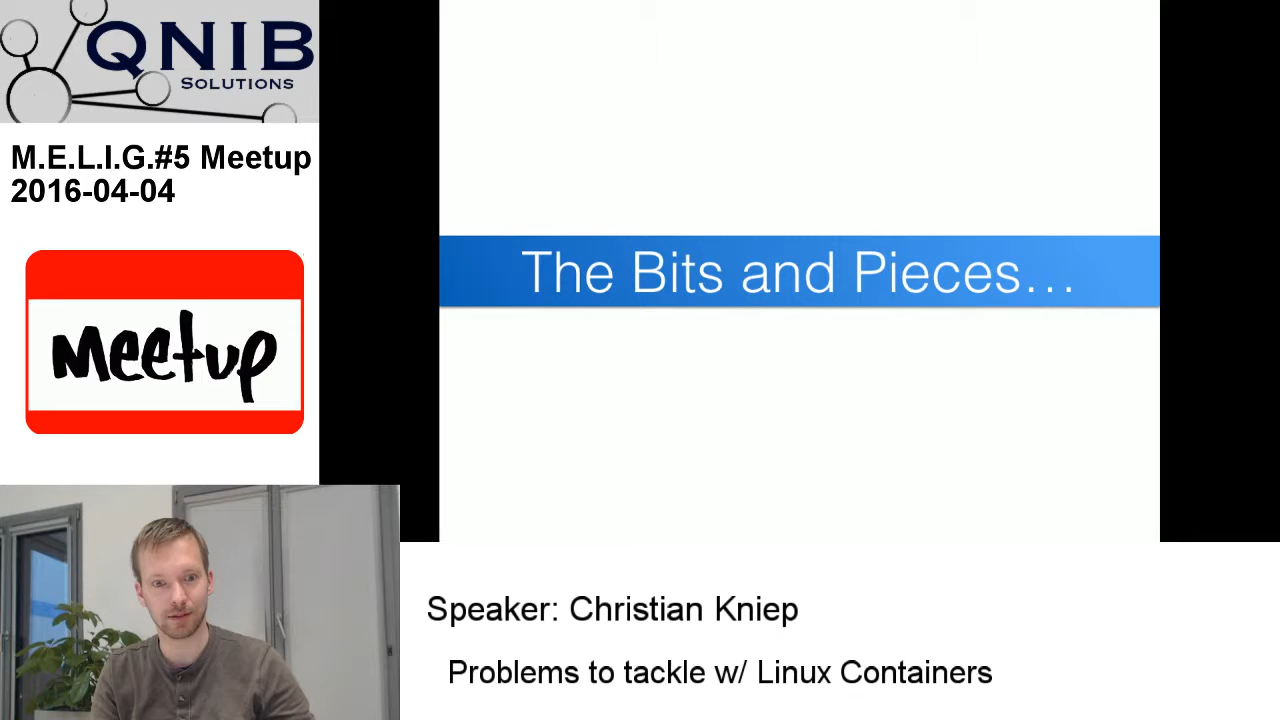 QNIB
SOLUTIONS
M.E.L.I.G.#5 Meetup
2016-04-04
meetup
The Bits and Pieces…
Speaker: Christian Kniep
Problems to tackle w/ Linux Containers